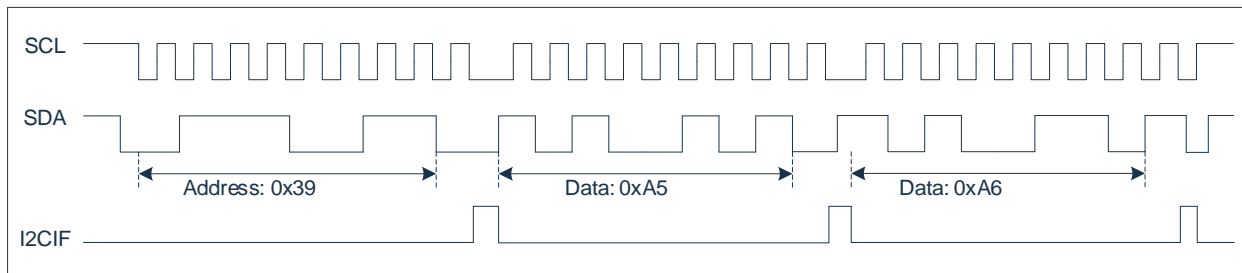 SCL
SDA
Address: 0x39
Data: 0xA5
Data: 0xA6
I2CIF